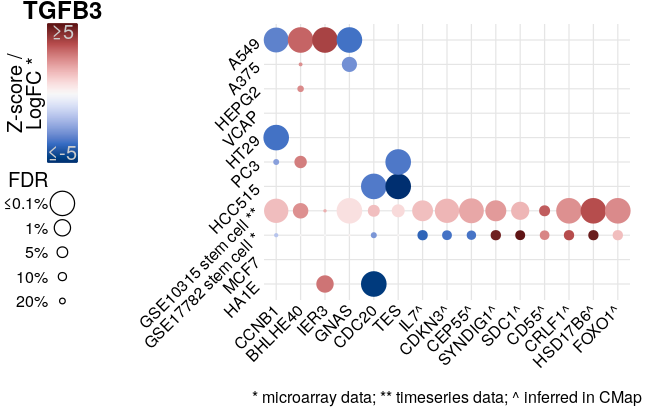 TGFB3
≥5
Z-score /
LogFC *
≤-5
FDR
≤0.1%
1%
5%
10%
20%
A549
A375
HEPG2
VCAP
HT29
PC3
HCC515
GSE10315 stem cell **
GSE17782 stem cell *
MCF7
HA1E
CCNB1
BHLHE40
IER3
GNAS
CDC20
TES
IL7^
CDKN3^
CEP55^
SYNDIG1^
SDC1^
CD55^
CRLF1^
HSD17B6^
FOXO1^
* microarray data; ** timeseries data; ^ inferred in CMap